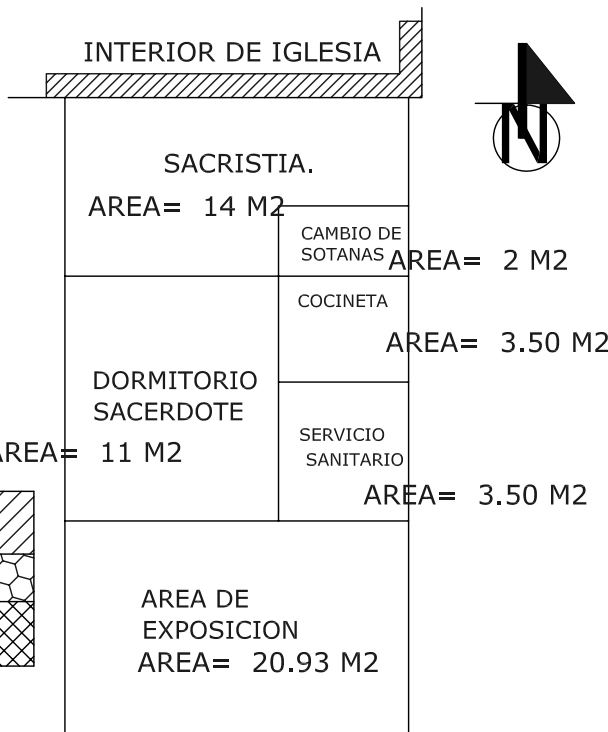 INTERIOR DE IGLESIA
N
SACRISTIA.
AREA= 14 M2
CAMBIO DE
SOTANAS
AREA= 2 M2
COCINETA
AREA= 3.50 M2
DORMITORIO
SACERDOTE
AREA= 11 M2
SERVICIO
SANITARIO
AREA= 3.50 M2
AREA DE
EXPOSICION
AREA= 20.93 M2